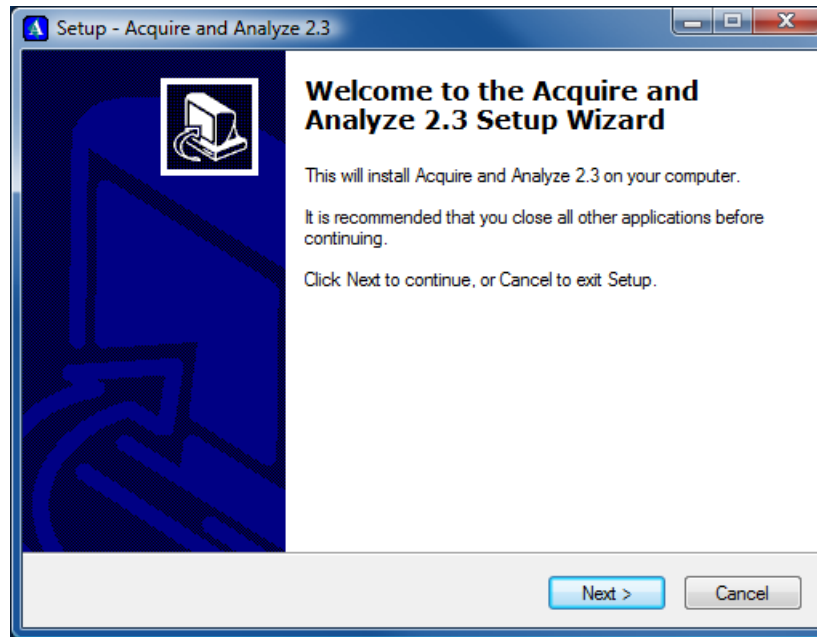 Setup - Acquire and Analyze 2.3
Welcome to the Acquire and
Analyze 2.3 Setup Wizard
This will install Acquire and Analyze 2.3 on your computer.
It is recommended that you close all other applications before
continuing.
Click Next to continue, or Cancel to exit Setup.
Next >
Cancel